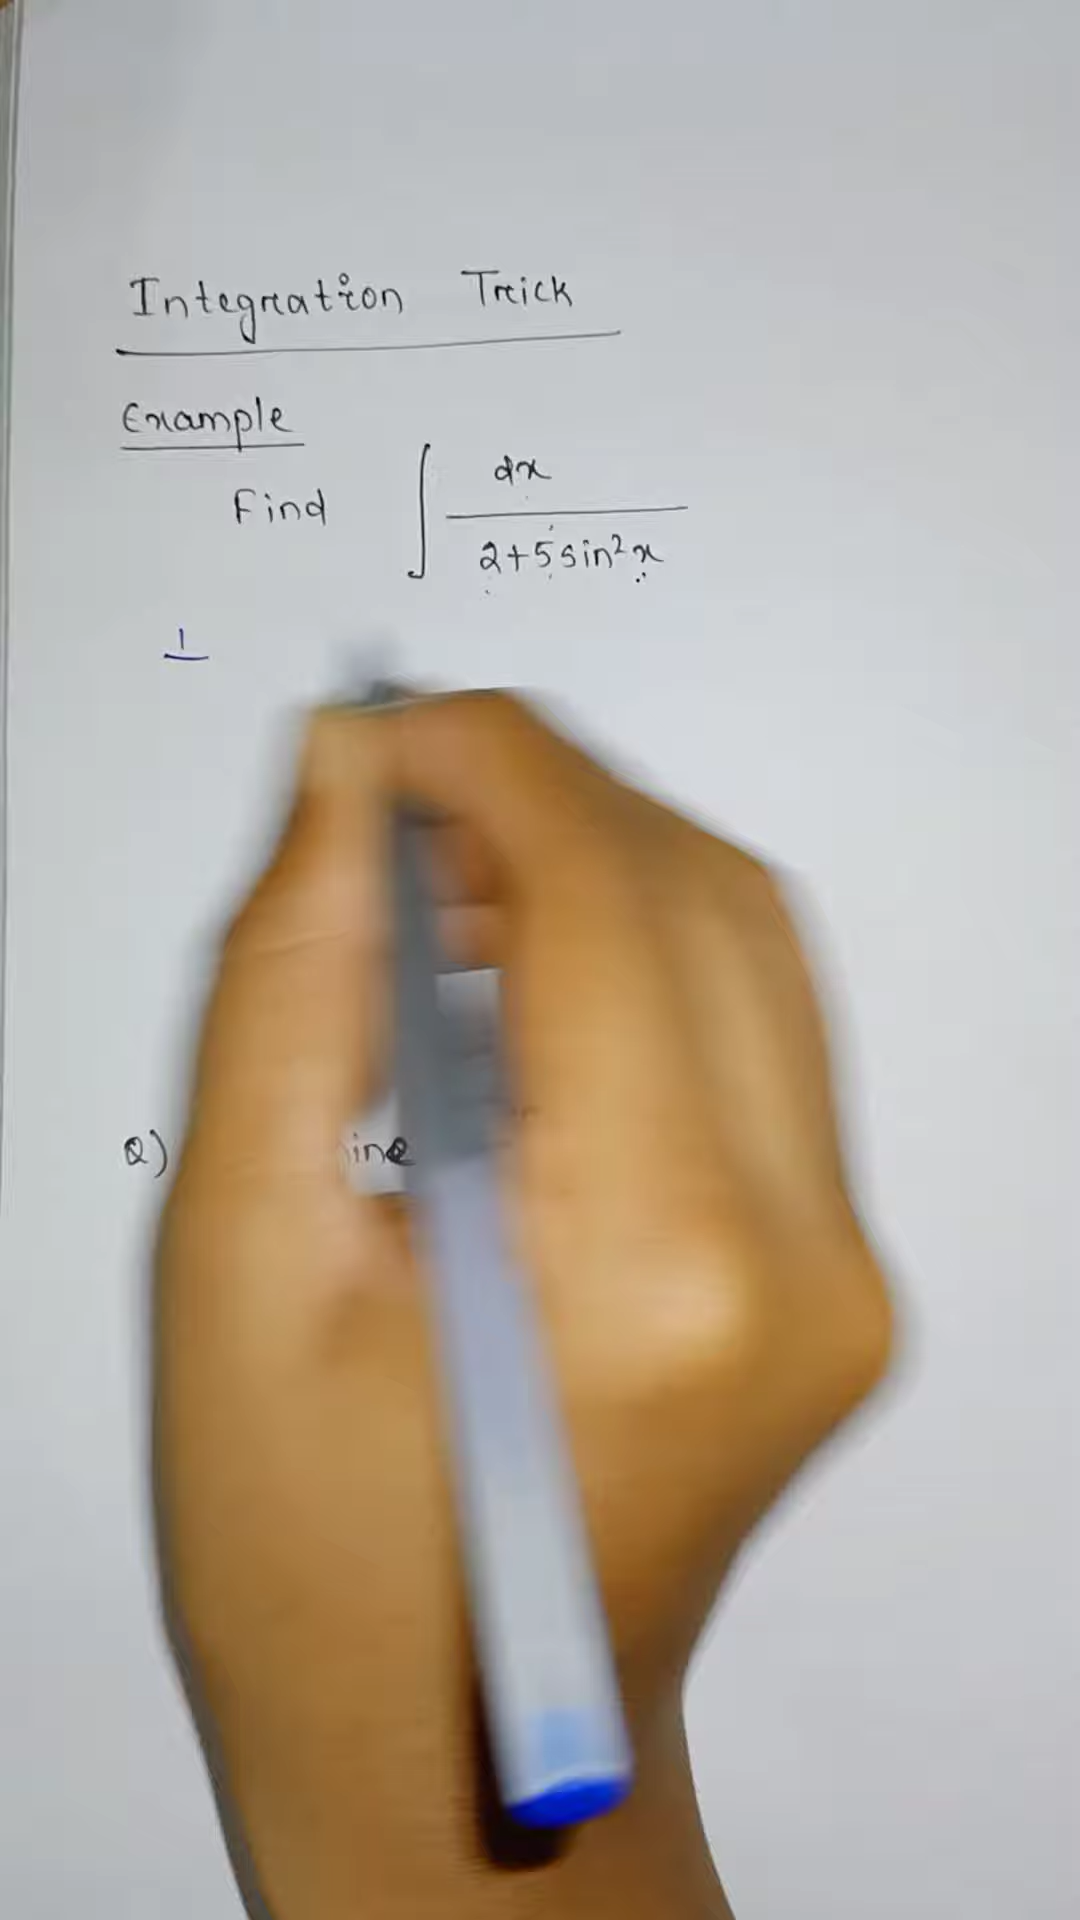 Integration Trick
Example
Find ∫ dx / 2+5sin²x
1
Q)